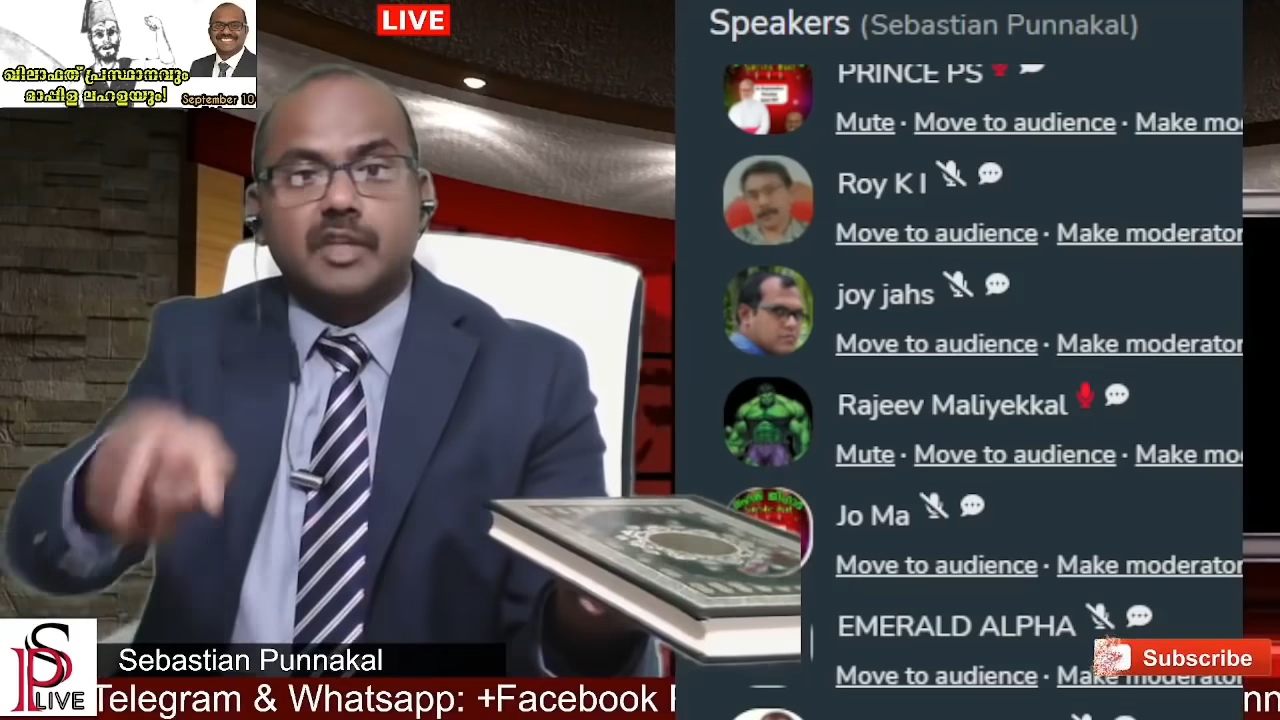 LIVE
ഖിലാഫത് പ്രസ്ഥാനവും
മാപ്പിള ലഹളയും!
September 10
Speakers (Sebastian Punnakal)
PRINCE PS
Mute · Move to audience · Make mo
Roy K I
Move to audience · Make moderator
joy jahs
Move to audience · Make moderator
Rajeev Maliyekkal
Mute · Move to audience · Make mo
Jo Ma
Move to audience · Make moderator
EMERALD ALPHA
Move to audience · Make moderator
Subscribe
PS LIVE
Sebastian Punnakal
Telegram & Whatsapp: +Facebook